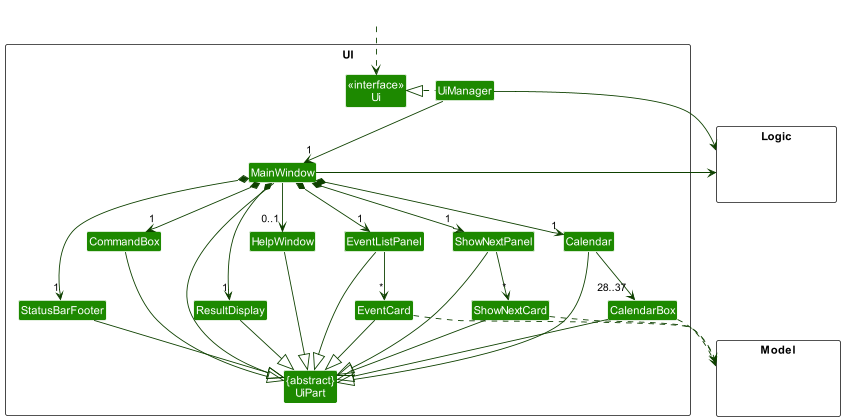 UI
«interface»
Ui
UiManager
Logic
1
MainWindow
1
0..1
1
1
1
CommandBox
HelpWindow
EventListPanel
ShowNextPanel
Calendar
1
1
*
*
28..37
StatusBarFooter
ResultDisplay
EventCard
ShowNextCard
CalendarBox
Model
{abstract}
UiPart